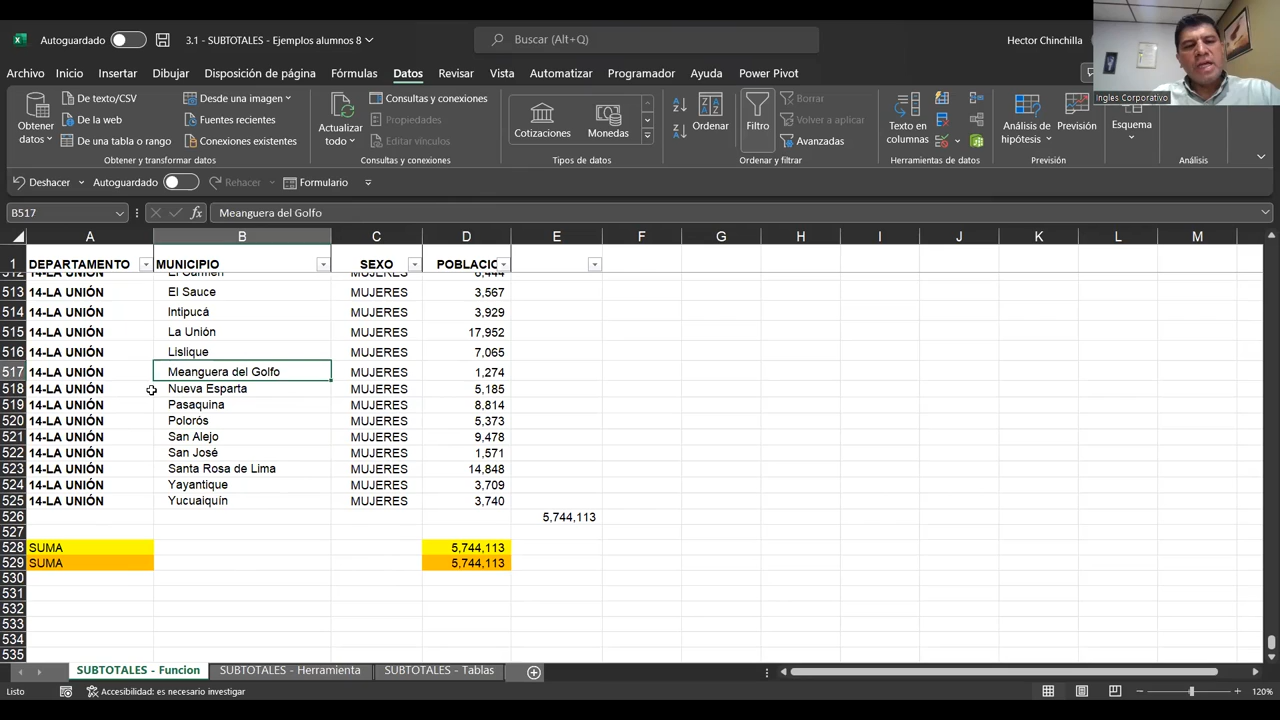 Autoguardado
3.1 - SUBTOTALES - Ejemplos alumnos 8
Buscar (Alt+Q)
Hector Chinchilla
Archivo Inicio Insertar Dibujar Disposición de página Fórmulas Datos Revisar Vista Automatizar Programador Ayuda Power Pivot
Ingles Corporativo
Obtener datos
De texto/CSV
De la web
De una tabla o rango
Desde una imagen
Fuentes recientes
Conexiones existentes
Obtener y transformar datos
Actualizar todo
Consultas y conexiones
Propiedades
Editar vínculos
Consultas y conexiones
Cotizaciones
Monedas
Tipos de datos
Ordenar
Filtro
Borrar
Volver a aplicar
Avanzadas
Ordenar y filtrar
Texto en columnas
Herramientas de datos
Análisis de hipótesis
Previsión
Previsión
Esquema
Análisis
Deshacer Autoguardado Rehacer Formulario
B517 fx Meanguera del Golfo
A B C D E F G H I J K L M
1 DEPARTAMENTO MUNICIPIO SEXO POBLACIO
512 14-LA UNIÓN El Carmen MUJERES 6,444
513 14-LA UNIÓN El Sauce MUJERES 3,567
514 14-LA UNIÓN Intipucá MUJERES 3,929
515 14-LA UNIÓN La Unión MUJERES 17,952
516 14-LA UNIÓN Lislique MUJERES 7,065
517 14-LA UNIÓN Meanguera del Golfo MUJERES 1,274
518 14-LA UNIÓN Nueva Esparta MUJERES 5,185
519 14-LA UNIÓN Pasaquina MUJERES 8,814
520 14-LA UNIÓN Polorós MUJERES 5,373
521 14-LA UNIÓN San Alejo MUJERES 9,478
522 14-LA UNIÓN San José MUJERES 1,571
523 14-LA UNIÓN Santa Rosa de Lima MUJERES 14,848
524 14-LA UNIÓN Yayantique MUJERES 3,709
525 14-LA UNIÓN Yucuaiquín MUJERES 3,740
526 5,744,113
527
528 SUMA 5,744,113
529 SUMA 5,744,113
530
531
532
533
534
535
SUBTOTALES - Funcion SUBTOTALES - Herramienta SUBTOTALES - Tablas
Listo Accesibilidad: es necesario investigar 120%